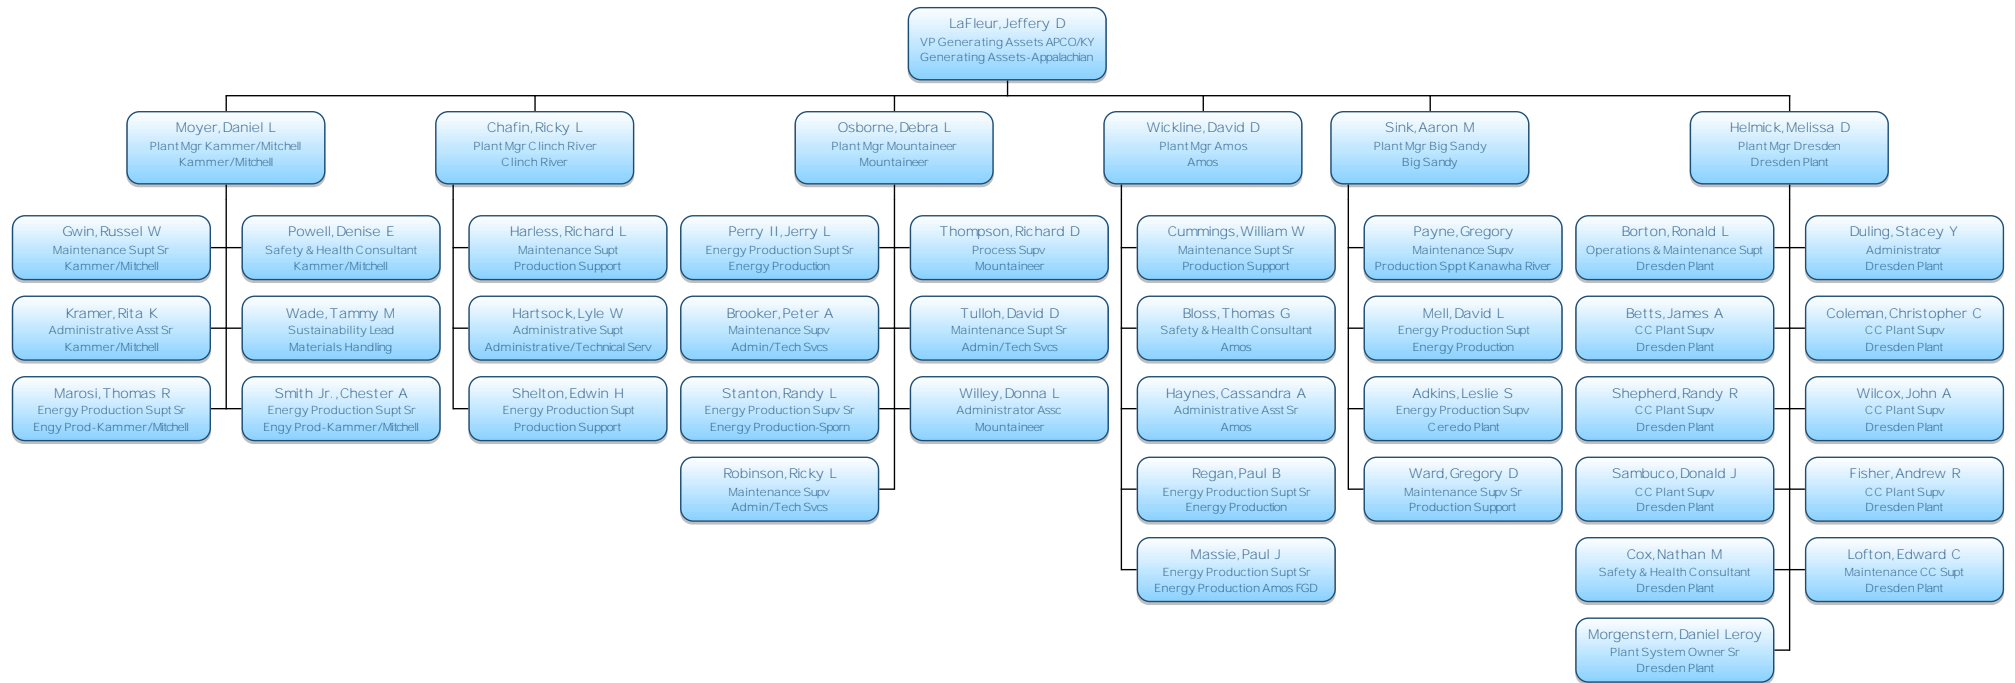 LaFleur, Jeffery D
VP Generating Assets APCO/KY
Generating Assets-Appalachian
Moyer, Daniel L
Plant Mgr Kammer/Mitchell
Kammer/Mitchell
Chafin, Ricky L
Plant Mgr Clinch River
Clinch River
Osborne, Debra L
Plant Mgr Mountaineer
Mountaineer
Wickline, David D
Plant Mgr Amos
Amos
Sink, Aaron M
Plant Mgr Big Sandy
Big Sandy
Helmick, Melissa D
Plant Mgr Dresden
Dresden Plant
Gwin, Russel W
Maintenance Supt Sr
Kammer/Mitchell
Powell, Denise E
Safety & Health Consultant
Kammer/Mitchell
Kramer, Rita K
Administrative Asst Sr
Kammer/Mitchell
Wade, Tammy M
Sustainability Lead
Materials Handling
Marosi, Thomas R
Energy Production Supt Sr
Engy Prod-Kammer/Mitchell
Smith Jr., Chester A
Energy Production Supt Sr
Engy Prod-Kammer/Mitchell
Harless, Richard L
Maintenance Supt
Production Support
Hartsock, Lyle W
Administrative Supt
Administrative/Technical Serv
Shelton, Edwin H
Energy Production Supt
Production Support
Perry II, Jerry L
Energy Production Supt Sr
Energy Production
Thompson, Richard D
Process Supv
Mountaineer
Brooker, Peter A
Maintenance Supv
Admin/Tech Svcs
Tulloh, David D
Maintenance Supt Sr
Admin/Tech Svcs
Stanton, Randy L
Energy Production Supv Sr
Energy Production-Sporn
Willey, Donna L
Administrator Assc
Mountaineer
Robinson, Ricky L
Maintenance Supv
Admin/Tech Svcs
Cummings, William W
Maintenance Supt Sr
Production Support
Bloss, Thomas G
Safety & Health Consultant
Amos
Haynes, Cassandra A
Administrative Asst Sr
Amos
Regan, Paul B
Energy Production Supt Sr
Energy Production
Massie, Paul J
Energy Production Supt Sr
Energy Production Amos FGD
Payne, Gregory
Maintenance Supv
Production Sppt Kanawha River
Mell, David L
Energy Production Supt
Energy Production
Adkins, Leslie S
Energy Production Supv
Ceredo Plant
Ward, Gregory D
Maintenance Supv Sr
Production Support
Borton, Ronald L
Operations & Maintenance Supt
Dresden Plant
Duling, Stacey Y
Administrator
Dresden Plant
Betts, James A
CC Plant Supv
Dresden Plant
Coleman, Christopher C
CC Plant Supv
Dresden Plant
Shepherd, Randy R
CC Plant Supv
Dresden Plant
Wilcox, John A
CC Plant Supv
Dresden Plant
Sambuco, Donald J
CC Plant Supv
Dresden Plant
Fisher, Andrew R
CC Plant Supv
Dresden Plant
Cox, Nathan M
Safety & Health Consultant
Dresden Plant
Lofton, Edward C
Maintenance CC Supt
Dresden Plant
Morgenstern, Daniel Leroy
Plant System Owner Sr
Dresden Plant